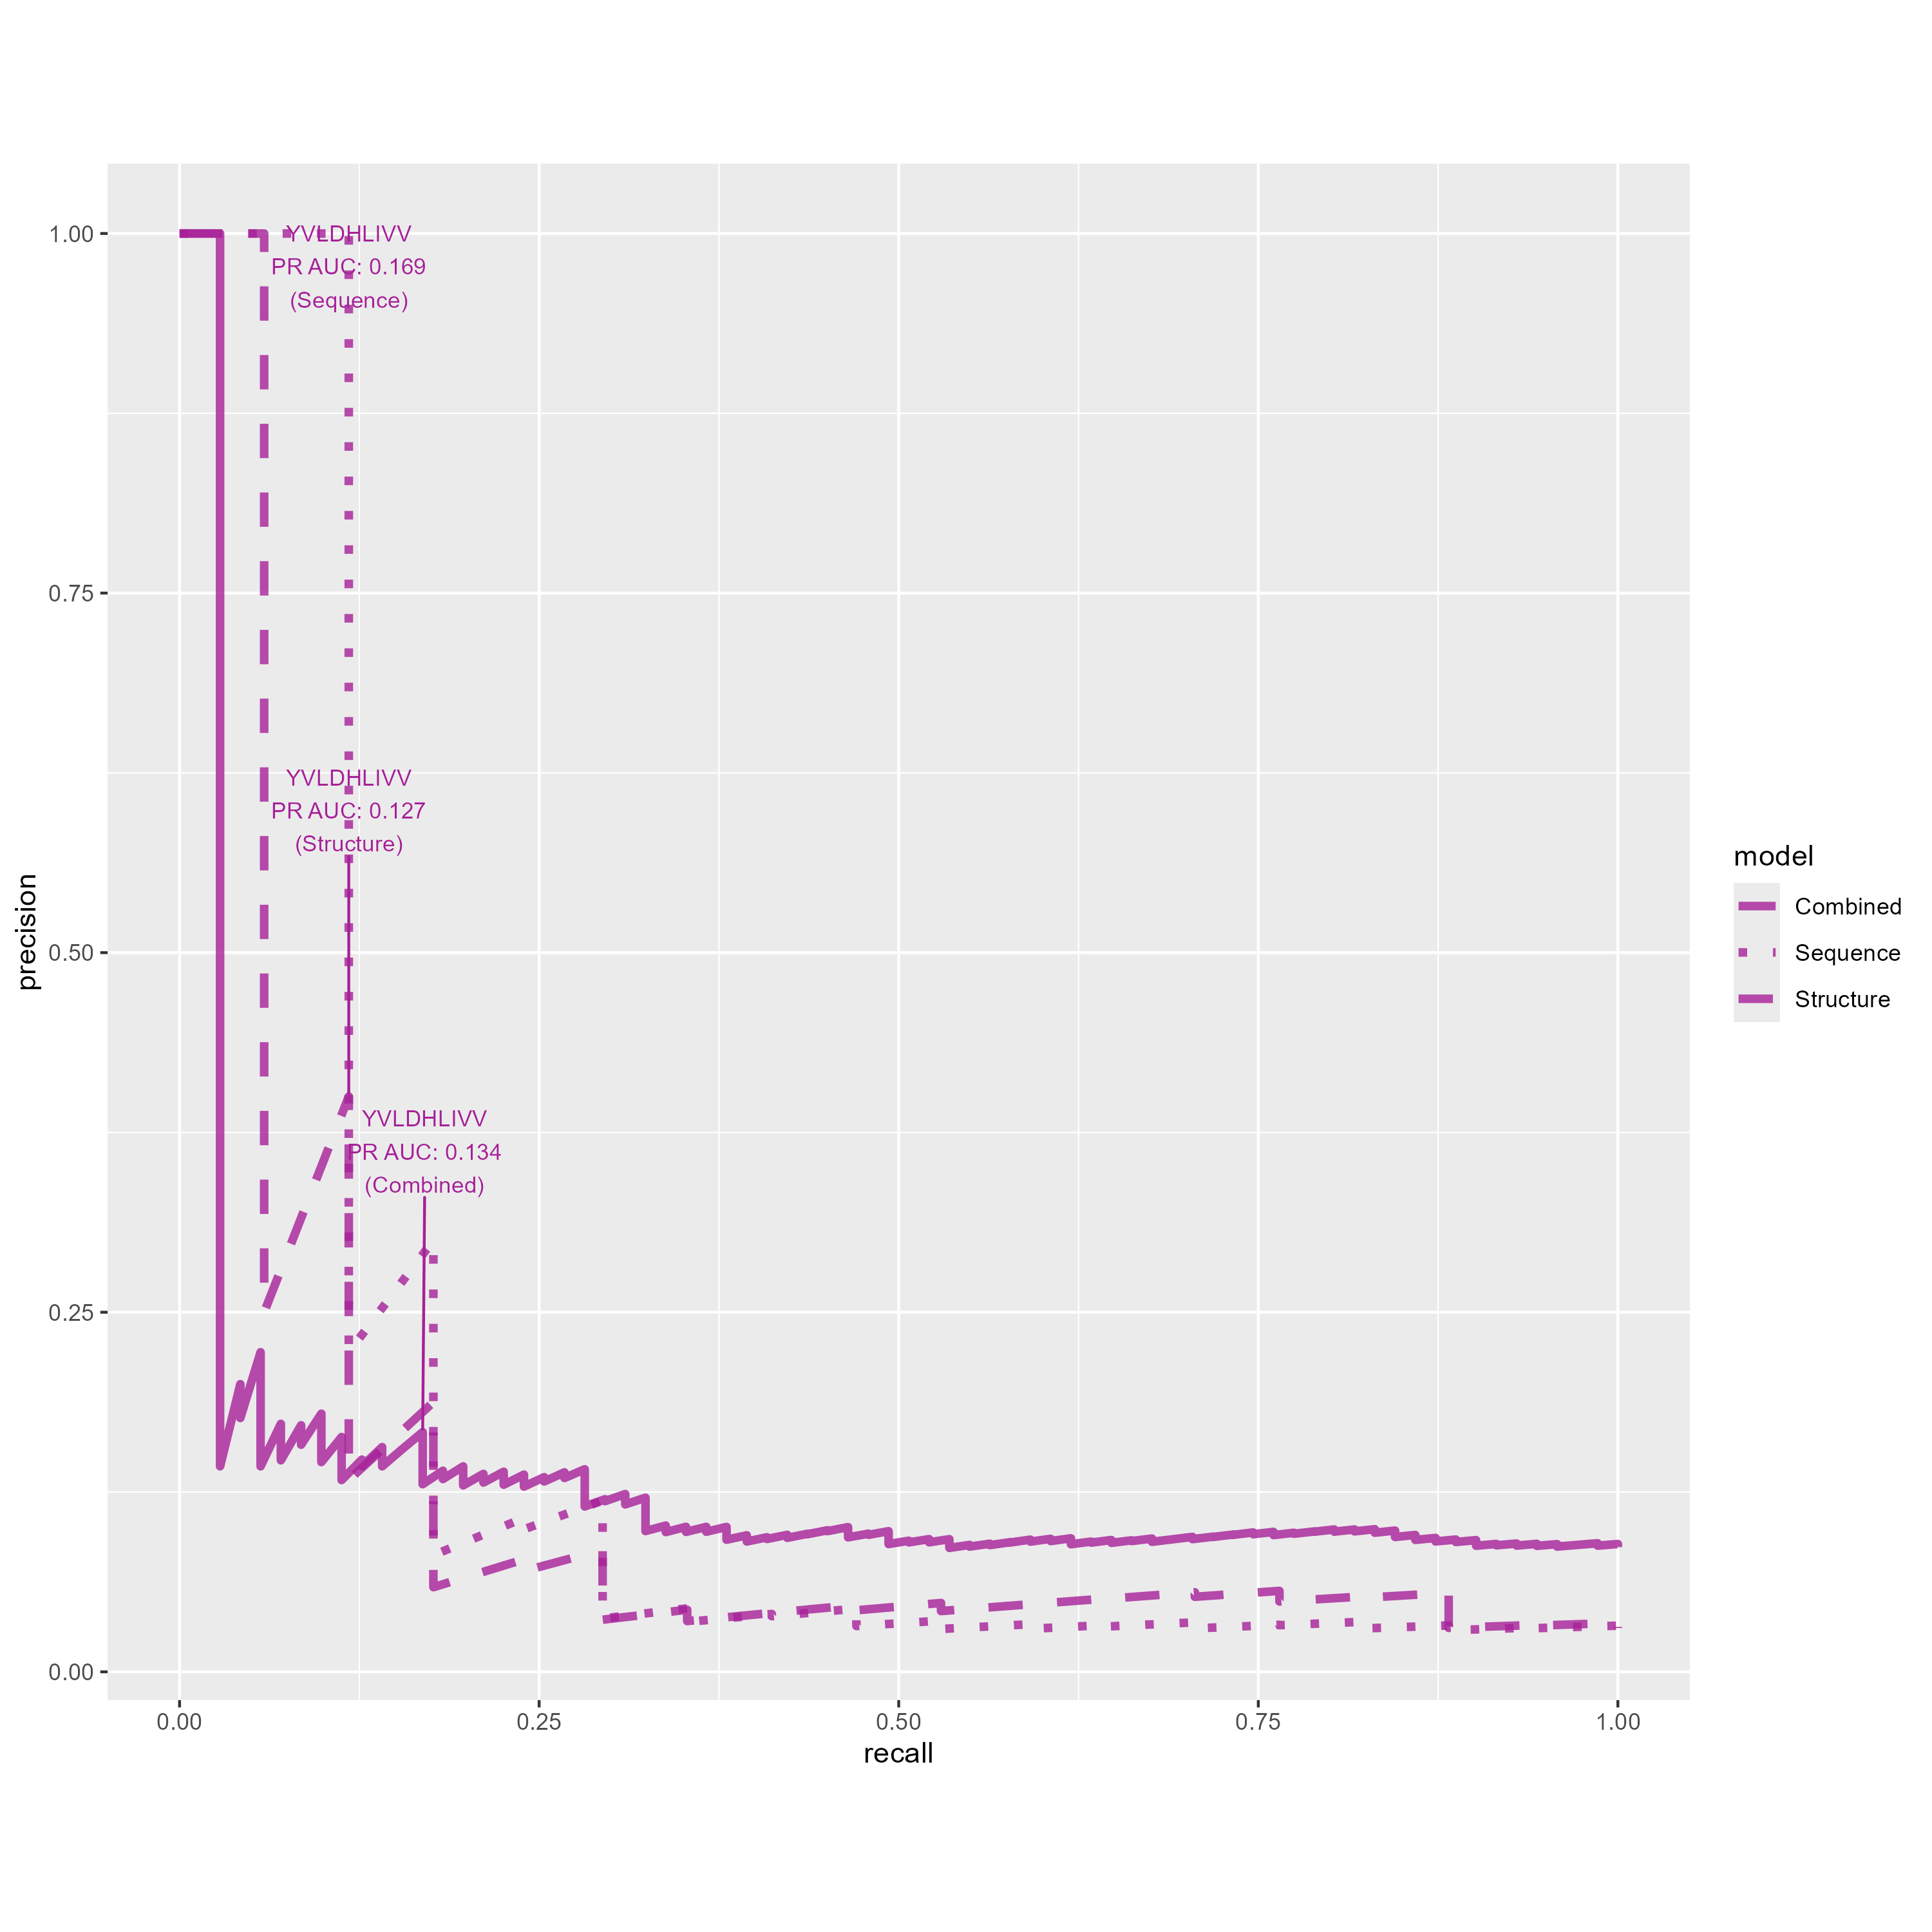 1.00
0.75
0.50
0.25
0.00
precision
YVLDHLIVV
PR AUC: 0.169
(Sequence)
YVLDHLIVV
PR AUC: 0.127
(Structure)
YVLDHLIVV
PR AUC: 0.134
(Combined)
0.00
0.25
0.50
0.75
1.00
recall
model
Combined
Sequence
Structure